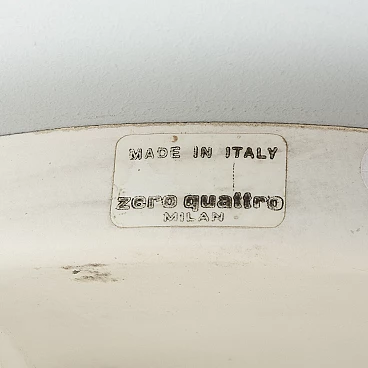 MADE IN ITALY
zero quattro
MILAN